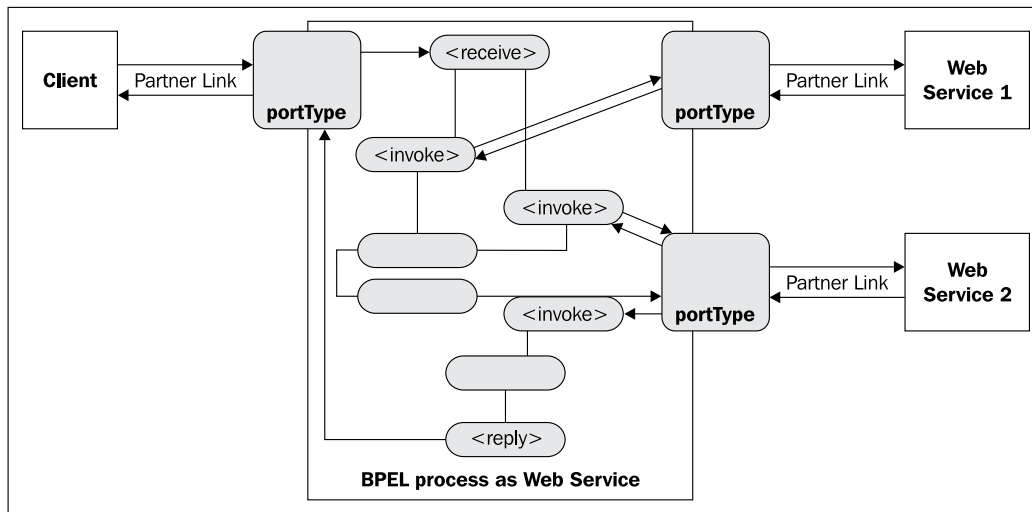 Client
Partner Link
portType
<receive>
<invoke>
portType
Partner Link
Web
Service 1
<invoke>
portType
Partner Link
Web
Service 2
<invoke>
<reply>
BPEL process as Web Service